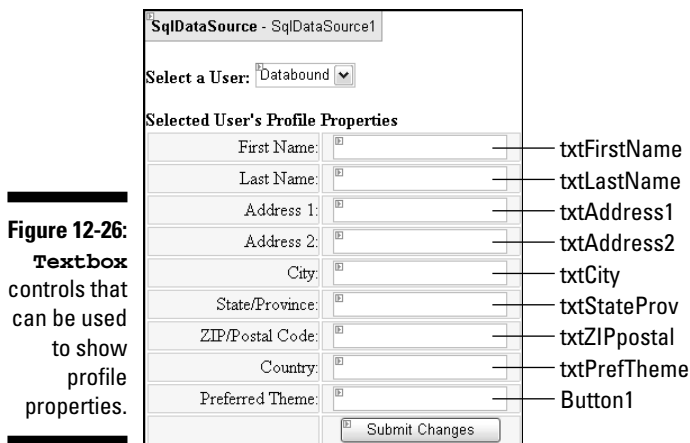 SqlDataSource - SqlDataSource1
Select a User: Databound
Selected User's Profile Properties
First Name: txtFirstName
Last Name: txtLastName
Address 1: txtAddress1
Address 2: txtAddress2
City: txtCity
State/Province: txtStateProv
ZIP/Postal Code: txtZIPpostal
Country: txtPrefTheme
Preferred Theme: Button1
Submit Changes
Figure 12-26:
Textbox
controls that
can be used
to show
profile
properties.